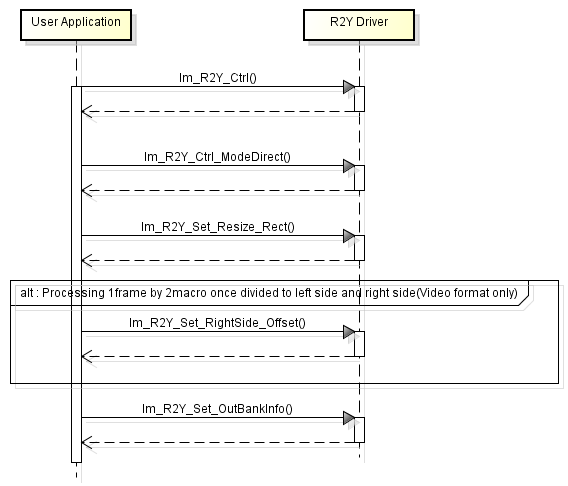 User Application
R2Y Driver
Im_R2Y_Ctrl()
Im_R2Y_Ctrl_ModeDirect()
Im_R2Y_Set_Resize_Rect()
alt : Processing 1frame by 2macro once divided to left side and right side(Video format only)
Im_R2Y_Set_RightSide_Offset()
Im_R2Y_Set_OutBankInfo()